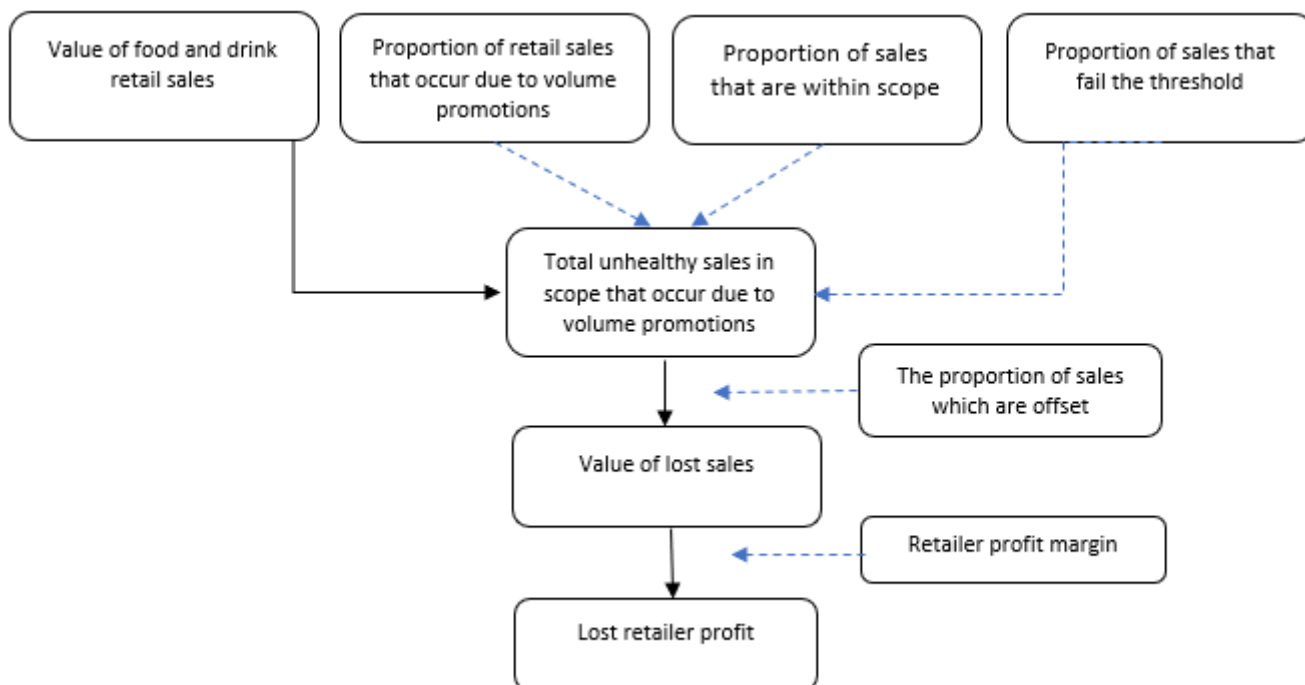 Value of food and drink
retail sales
Proportion of retail sales
that occur due to volume
promotions
Proportion of sales
that are within scope
Proportion of sales that
fail the threshold
Total unhealthy sales in
scope that occur due to
volume promotions
The proportion of sales
which are offset
Value of lost sales
Retailer profit margin
Lost retailer profit